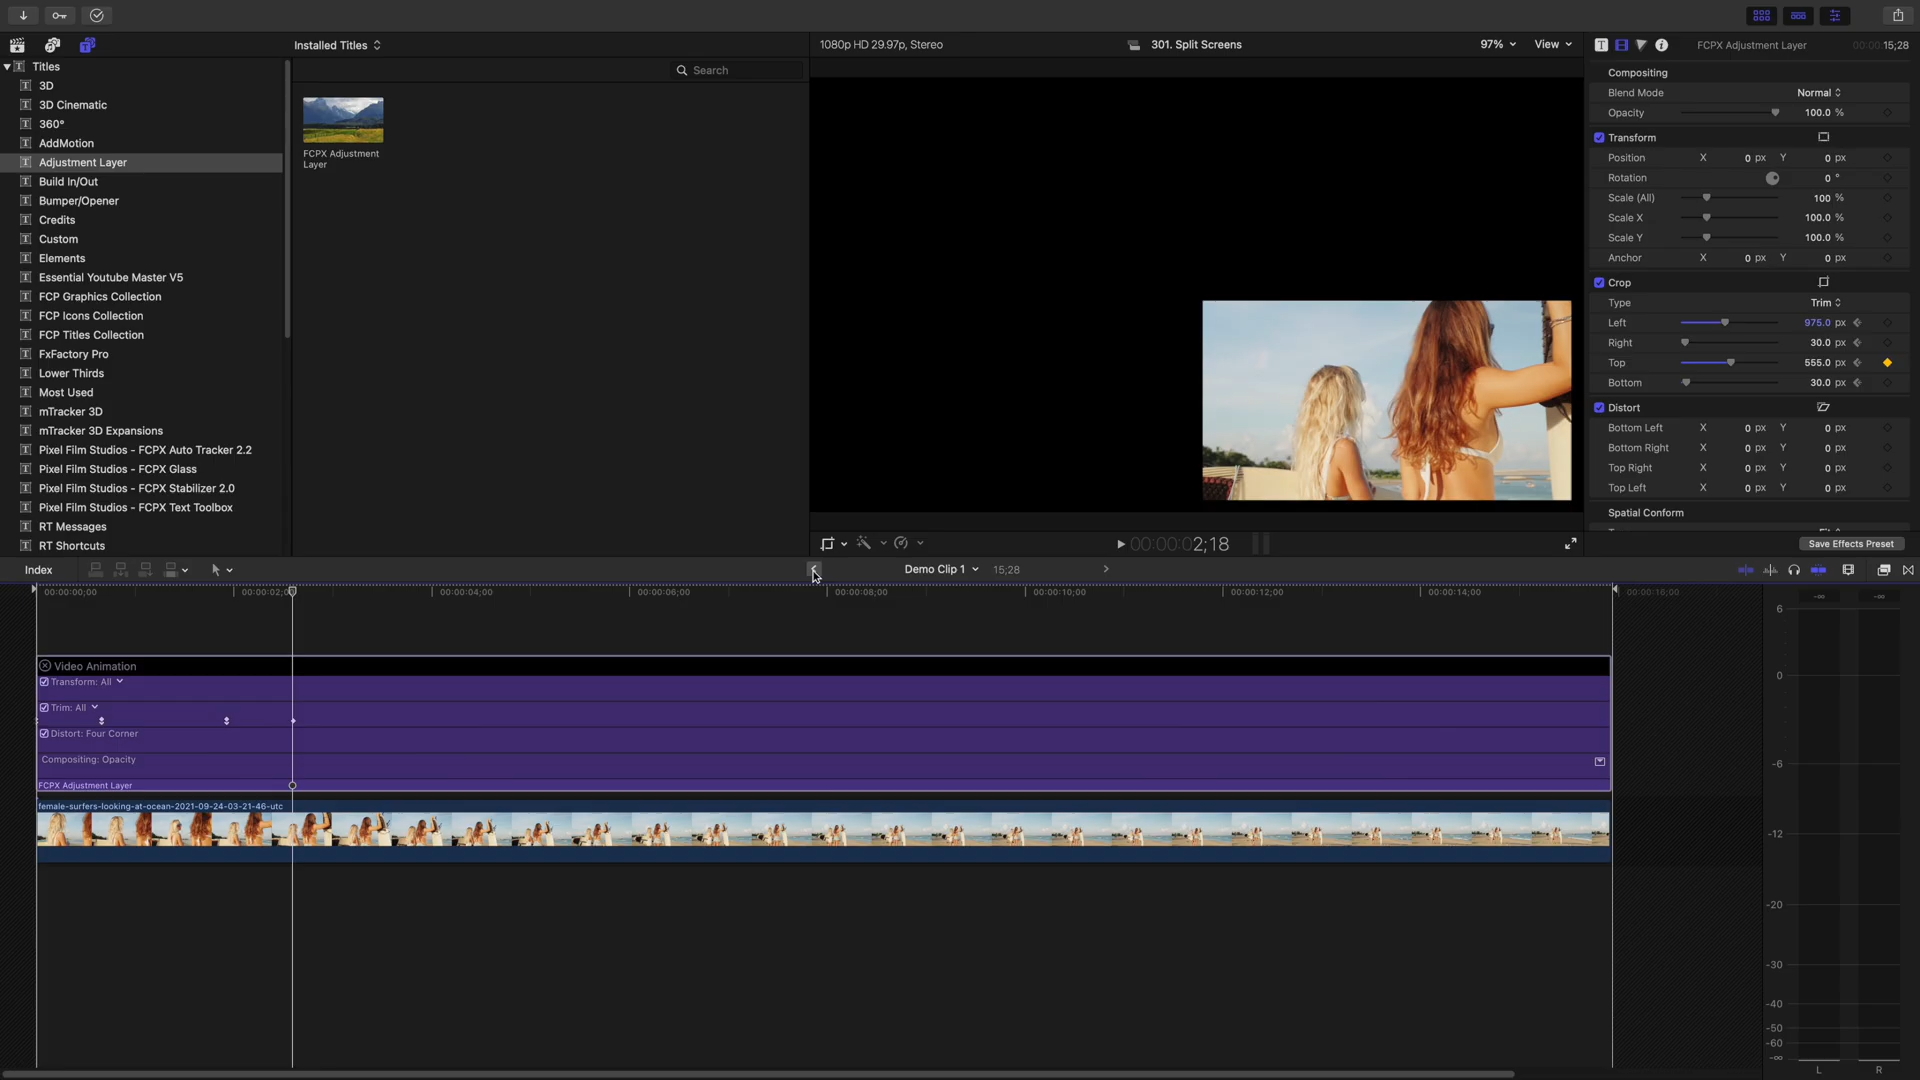 Installed Titles
1080p HD 29.97p, Stereo
301. Split Screens
97%
View
FCPX Adjustment Layer
00:00:15;28
Titles
3D
3D Cinematic
360°
AddMotion
Adjustment Layer
Build In/Out
Bumper/Opener
Credits
Custom
Elements
Essential Youtube Master V5
FCP Graphics Collection
FCP Icons Collection
FCP Titles Collection
FxFactory Pro
Lower Thirds
Most Used
mTracker 3D
mTracker 3D Expansions
Pixel Film Studios - FCPX Auto Tracker 2.2
Pixel Film Studios - FCPX Glass
Pixel Film Studios - FCPX Stabilizer 2.0
Pixel Film Studios - FCPX Text Toolbox
RT Messages
RT Shortcuts
Search
FCPX Adjustment
Layer
Compositing
Blend Mode Normal
Opacity 100.0 %
Transform
Position X 0 px Y 0 px
Rotation 0 °
Scale (All) 100 %
Scale X 100.0 %
Scale Y 100.0 %
Anchor X 0 px Y 0 px
Crop
Type Trim
Left 975.0 px
Right 30.0 px
Top 555.0 px
Bottom 30.0 px
Distort
Bottom Left X 0 px Y 0 px
Bottom Right X 0 px Y 0 px
Top Right X 0 px Y 0 px
Top Left X 0 px Y 0 px
Spatial Conform
Save Effects Preset
00:00:02;18
Index
Demo Clip 1
15;28
00:00:00;00
00:00:04;00
00:00:06;00
00:00:08;00
00:00:10;00
00:00:12;00
00:00:14;00
00:00:16;00
Video Animation
Transform: All
Trim: All
Distort: Four Corner
Compositing: Opacity
FCPX Adjustment Layer
female-surfers-looking-at-ocean-2021-09-24-03-21-46-utc
-∞ -∞
6
0
-6
-12
-20
-30
-40
-50
-60
-∞
L R